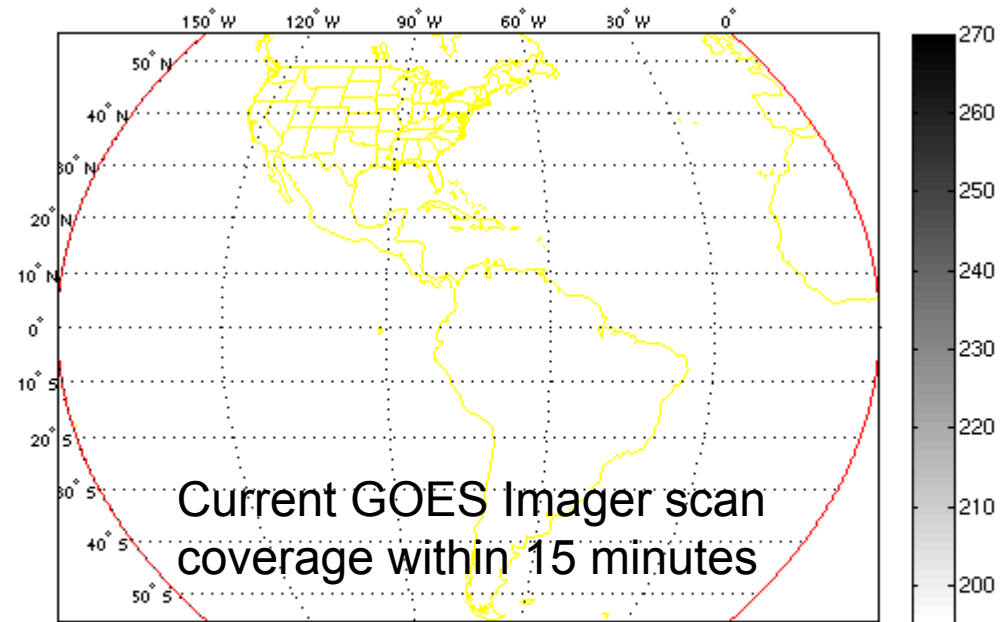 150° W 120° W 90° W 60° W 30° W 0°
270
50° N
40° N
260
30° N
250
20° N
10° N
240
0°
230
10° S
220
20° S
30° S
Current GOES Imager scan
210
40° S
coverage within 15 minutes
200
50° S